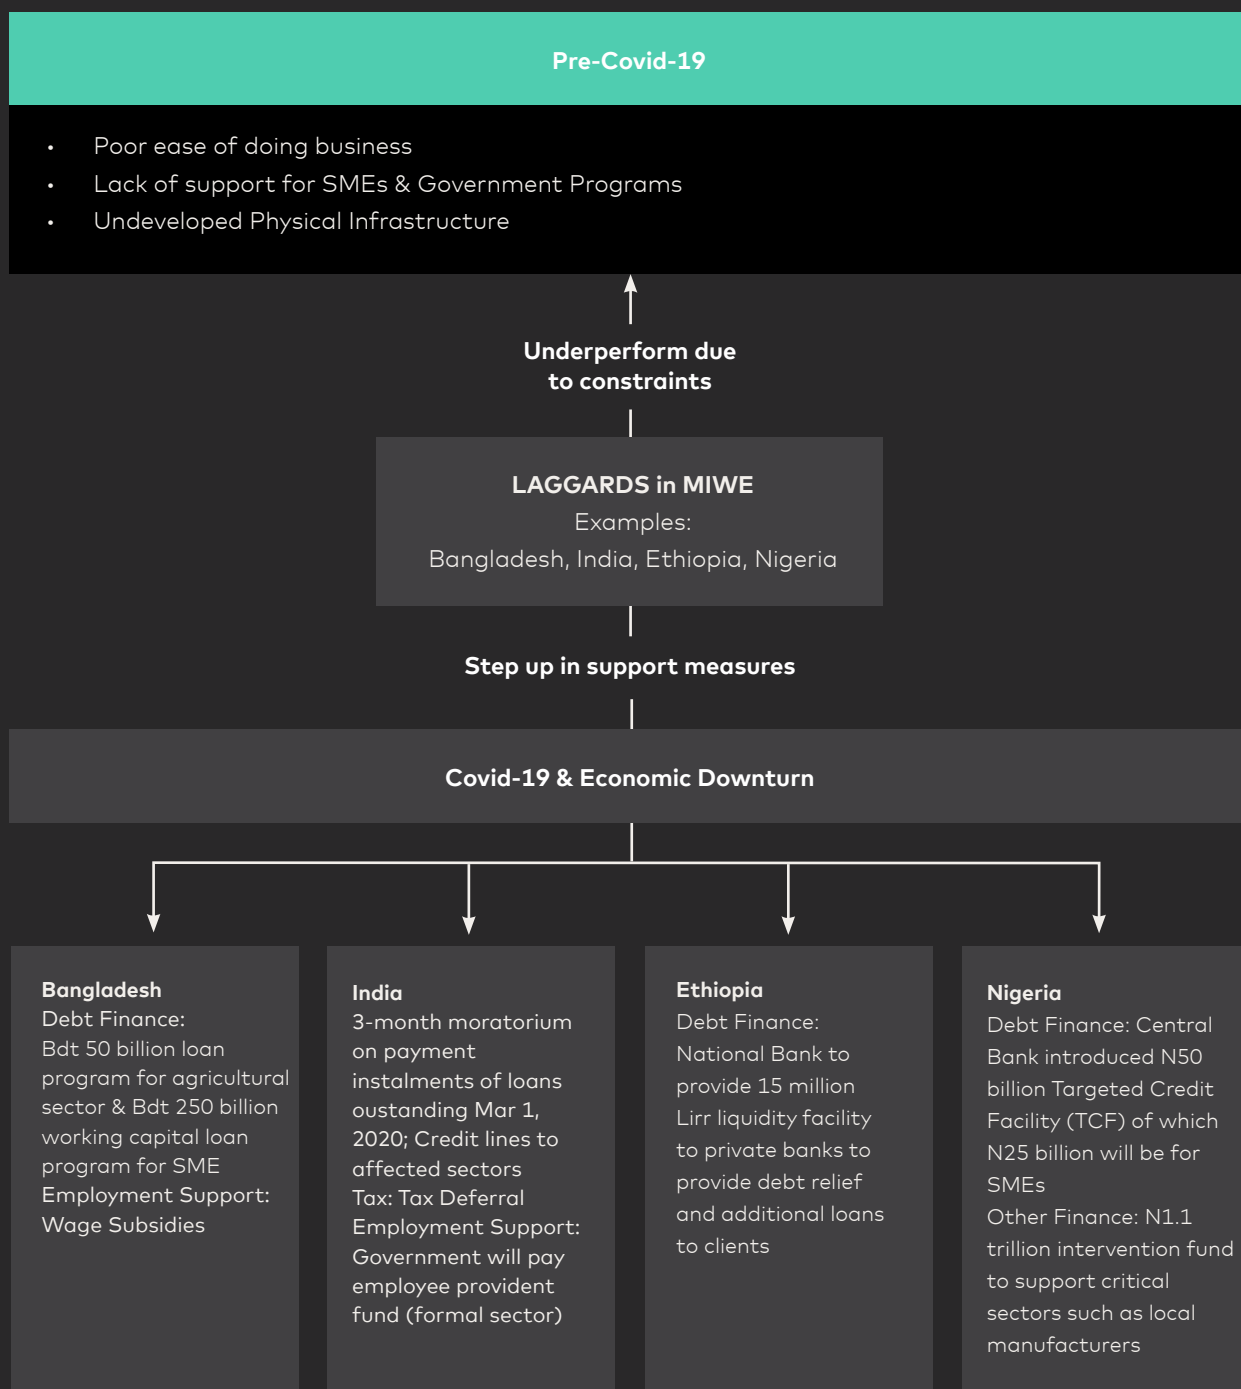 Pre-Covid-19
• Poor ease of doing business
• Lack of support for SMEs & Government Programs
• Undeveloped Physical Infrastructure
Underperform due
to constraints
LAGGARDS in MIWE
Examples:
Bangladesh, India, Ethiopia, Nigeria
Step up in support measures
Covid-19 & Economic Downturn
Bangladesh
Debt Finance:
Bdt 50 billion loan
program for agricultural
sector & Bdt 250 billion
working capital loan
program for SME
Employment Support:
Wage Subsidies
India
3-month moratorium
on payment
instalments of loans
oustanding Mar 1,
2020; Credit lines to
affected sectors
Tax: Tax Deferral
Employment Support:
Government will pay
employee provident
fund (formal sector)
Ethiopia
Debt Finance:
National Bank to
provide 15 million
Lirr liquidity facility
to private banks to
provide debt relief
and additional loans
to clients
Nigeria
Debt Finance: Central
Bank introduced N50
billion Targeted Credit
Facility (TCF) of which
N25 billion will be for
SMEs
Other Finance: N1.1
trillion intervention fund
to support critical
sectors such as local
manufacturers